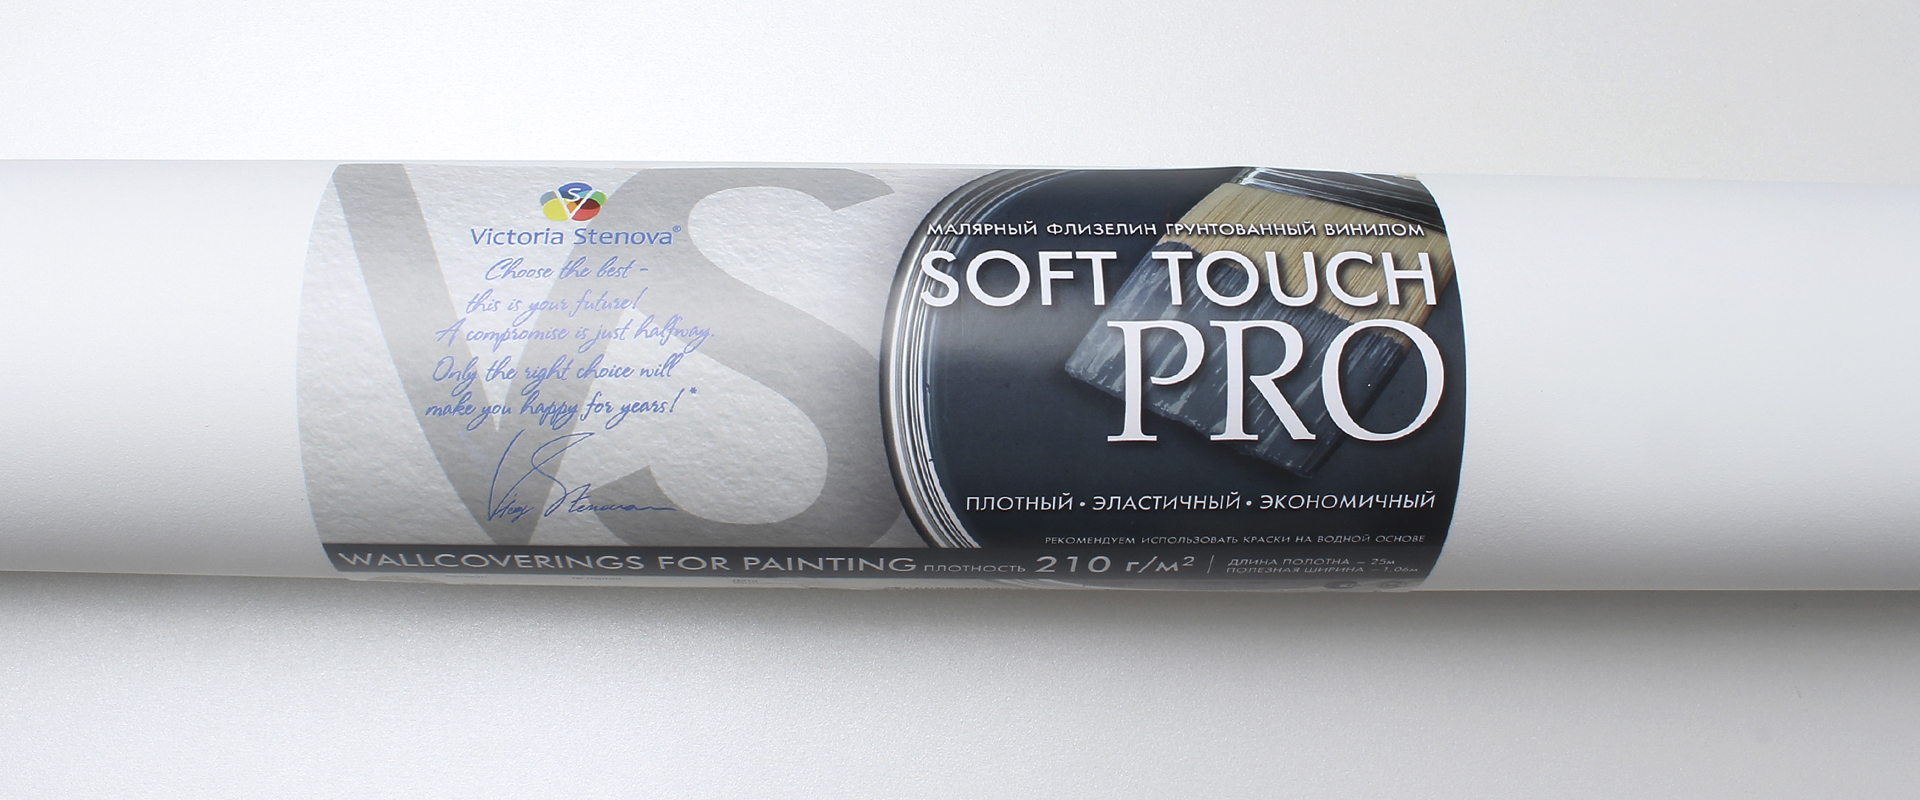 Victoria Stenova®
Choose the best –
this is your future!
A compromise is just halfway.
Only the right choice will
make you happy for years!*
VS
WALLCOVERINGS FOR PAINTING
МАЛЯРНЫЙ ФЛИЗЕЛИН ГРУНТОВАННЫЙ ВИНИЛОМ
SOFT TOUCH
PRO
ПЛОТНЫЙ • ЭЛАСТИЧНЫЙ • ЭКОНОМИЧНЫЙ
РЕКОМЕНДУЕМ ИСПОЛЬЗОВАТЬ КРАСКИ НА ВОДНОЙ ОСНОВЕ
ПЛОТНОСТЬ 210 г/м²
ДЛИНА ПОЛОТНА – 25м
ПОЛЕЗНАЯ ШИРИНА – 1,06м